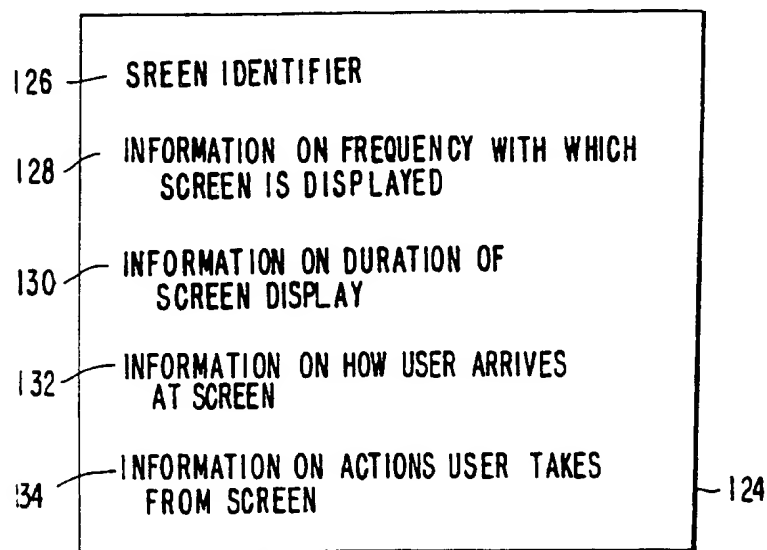 126 SREEN IDENTIFIER
128 INFORMATION ON FREQUENCY WITH WHICH
SCREEN IS DISPLAYED
130 INFORMATION ON DURATION OF
SCREEN DISPLAY
132 INFORMATION ON HOW USER ARRIVES
AT SCREEN
134 INFORMATION ON ACTIONS USER TAKES
FROM SCREEN
124